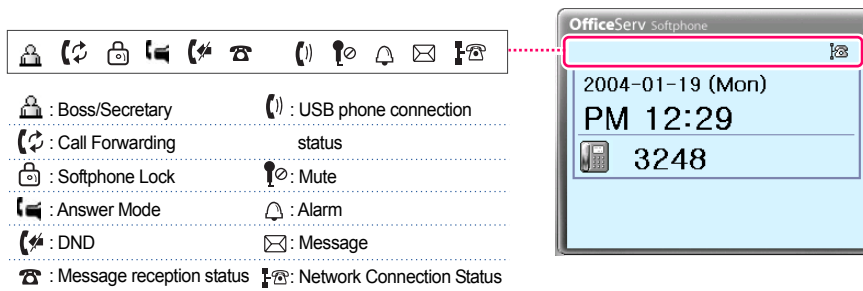 OfficeServ Softphone
2004-01-19 (Mon)
PM 12:29
3248
: Boss/Secretary
: Call Forwarding
: Softphone Lock
: Answer Mode
: DND
: Message reception status
: USB phone connection
status
: Mute
: Alarm
: Message
: Network Connection Status